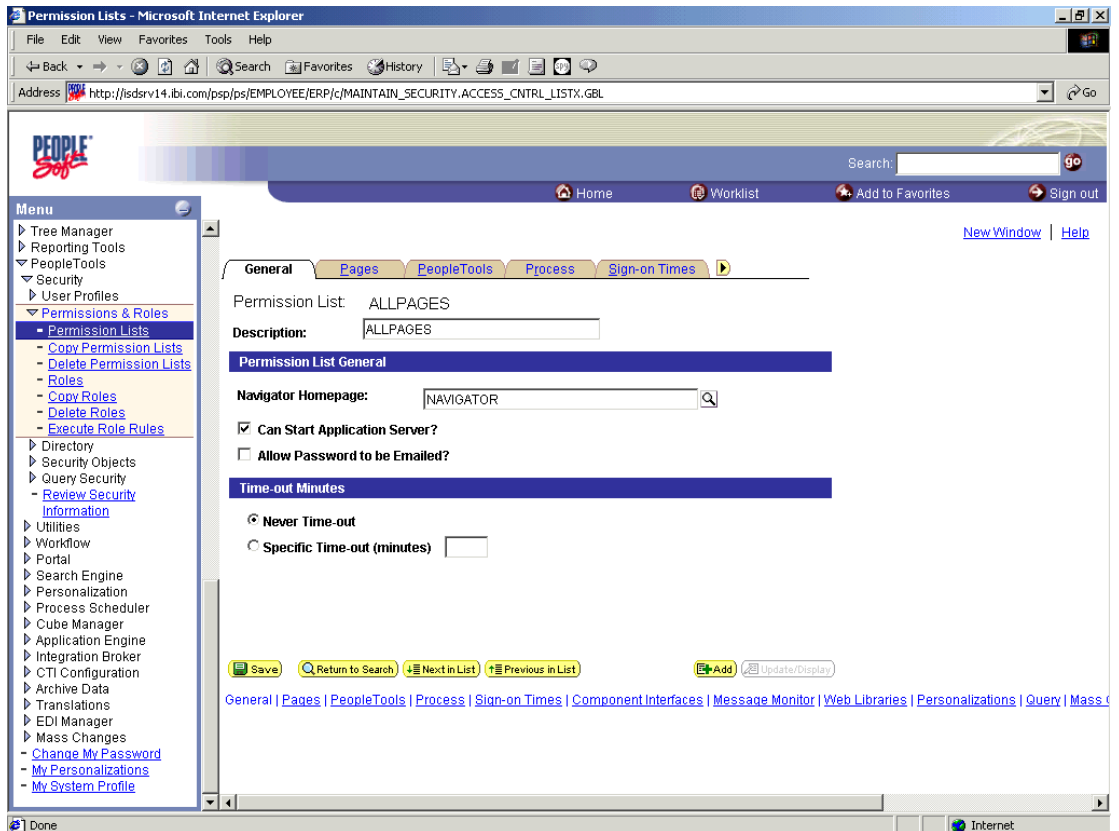 Permission Lists - Microsoft Internet Explorer
File Edit View Favorites Tools Help
Back Search Favorites History
Address http://isdsrv14.ibi.com/psp/ps/EMPLOYEE/ERP/c/MAINTAIN_SECURITY.ACCESS_CNTRL_LISTX.GBL Go
PEOPLE Soft
Search: go
Home Worklist Add to Favorites Sign out
Menu
Tree Manager
Reporting Tools
PeopleTools
Security
User Profiles
Permissions & Roles
- Permission Lists
- Copy Permission Lists
- Delete Permission Lists
- Roles
- Copy Roles
- Delete Roles
- Execute Role Rules
Directory
Security Objects
Query Security
- Review Security
Information
Utilities
Workflow
Portal
Search Engine
Personalization
Process Scheduler
Cube Manager
Application Engine
Integration Broker
CTI Configuration
Archive Data
Translations
EDI Manager
Mass Changes
- Change My Password
- My Personalizations
- My System Profile
New Window | Help
General Pages PeopleTools Process Sign-on Times
Permission List: ALLPAGES
Description: ALLPAGES
Permission List General
Navigator Homepage: NAVIGATOR
Can Start Application Server?
Allow Password to be Emailed?
Time-out Minutes
Never Time-out
Specific Time-out (minutes)
Save Return to Search Next in List Previous in List Add Update/Display
General | Pages | PeopleTools | Process | Sign-on Times | Component Interfaces | Message Monitor | Web Libraries | Personalizations | Query | Mass
Done Internet